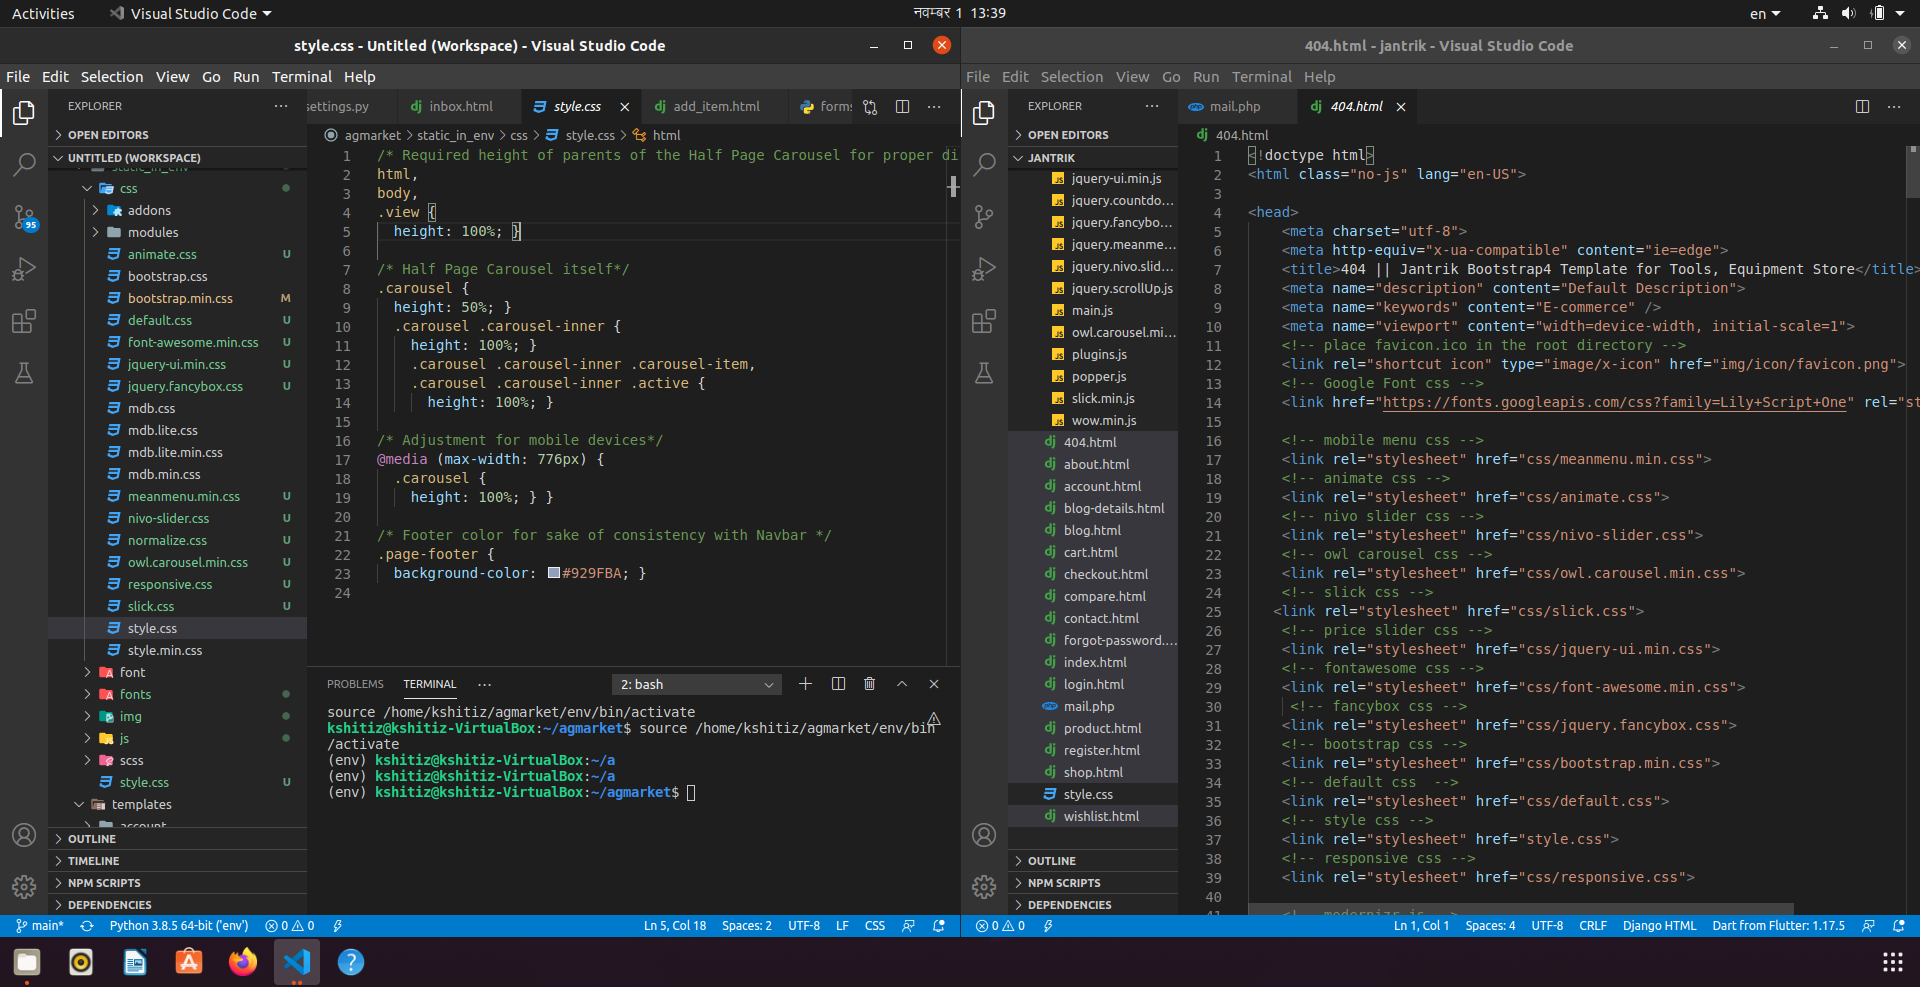 Activities
Visual Studio Code
नवम्बर 1 13:39
en
style.css - Untitled (Workspace) - Visual Studio Code
File Edit Selection View Go Run Terminal Help
EXPLORER
OPEN EDITORS
UNTITLED (WORKSPACE)
static_in_env
css
addons
modules
animate.css U
bootstrap.css
bootstrap.min.css M
default.css U
font-awesome.min.css U
jquery-ui.min.css U
jquery.fancybox.css U
mdb.css
mdb.lite.css
mdb.lite.min.css
mdb.min.css
meanmenu.min.css U
nivo-slider.css U
normalize.css U
owl.carousel.min.css U
responsive.css U
slick.css U
style.css
style.min.css
font
fonts
img
js
scss
style.css U
templates
account
OUTLINE
TIMELINE
NPM SCRIPTS
DEPENDENCIES
95
settings.py inbox.html style.css add_item.html forms
agmarket > static_in_env > css > style.css > html
1 /* Required height of parents of the Half Page Carousel for proper di
2 html,
3 body,
4 .view {
5 height: 100%; }
6
7 /* Half Page Carousel itself*/
8 .carousel {
9 height: 50%; }
10 .carousel .carousel-inner {
11 height: 100%; }
12 .carousel .carousel-inner .carousel-item,
13 .carousel .carousel-inner .active {
14 height: 100%; }
15
16 /* Adjustment for mobile devices*/
17 @media (max-width: 776px) {
18 .carousel {
19 height: 100%; } }
20
21 /* Footer color for sake of consistency with Navbar */
22 .page-footer {
23 background-color: #929FBA; }
24
PROBLEMS TERMINAL ... 2: bash
source /home/kshitiz/agmarket/env/bin/activate
kshitiz@kshitiz-VirtualBox:~/agmarket$ source /home/kshitiz/agmarket/env/bin
/activate
(env) kshitiz@kshitiz-VirtualBox:~/a
(env) kshitiz@kshitiz-VirtualBox:~/a
(env) kshitiz@kshitiz-VirtualBox:~/agmarket$
main* Python 3.8.5 64-bit ('env') 0 0 Ln 5, Col 18 Spaces: 2 UTF-8 LF CSS
404.html - jantrik - Visual Studio Code
File Edit Selection View Go Run Terminal Help
EXPLORER
OPEN EDITORS
JANTRIK
jquery-ui.min.js
jquery.countdo...
jquery.fancybo...
jquery.meanme...
jquery.nivo.slid...
jquery.scrollUp.js
main.js
owl.carousel.mi...
plugins.js
popper.js
slick.min.js
wow.min.js
404.html
about.html
account.html
blog-details.html
blog.html
cart.html
checkout.html
compare.html
contact.html
forgot-password....
index.html
login.html
mail.php
product.html
register.html
shop.html
style.css
wishlist.html
OUTLINE
NPM SCRIPTS
DEPENDENCIES
mail.php 404.html
404.html
1 <!doctype html>
2 <html class="no-js" lang="en-US">
3
4 <head>
5 <meta charset="utf-8">
6 <meta http-equiv="x-ua-compatible" content="ie=edge">
7 <title>404 || Jantrik Bootstrap4 Template for Tools, Equipment Store</title>
8 <meta name="description" content="Default Description">
9 <meta name="keywords" content="E-commerce" />
10 <meta name="viewport" content="width=device-width, initial-scale=1">
11 <!-- place favicon.ico in the root directory -->
12 <link rel="shortcut icon" type="image/x-icon" href="img/icon/favicon.png">
13 <!-- Google Font css -->
14 <link href="https://fonts.googleapis.com/css?family=Lily+Script+One" rel="st
15
16 <!-- mobile menu css -->
17 <link rel="stylesheet" href="css/meanmenu.min.css">
18 <!-- animate css -->
19 <link rel="stylesheet" href="css/animate.css">
20 <!-- nivo slider css -->
21 <link rel="stylesheet" href="css/nivo-slider.css">
22 <!-- owl carousel css -->
23 <link rel="stylesheet" href="css/owl.carousel.min.css">
24 <!-- slick css -->
25 <link rel="stylesheet" href="css/slick.css">
26 <!-- price slider css -->
27 <link rel="stylesheet" href="css/jquery-ui.min.css">
28 <!-- fontawesome css -->
29 <link rel="stylesheet" href="css/font-awesome.min.css">
30 <!-- fancybox css -->
31 <link rel="stylesheet" href="css/jquery.fancybox.css">
32 <!-- bootstrap css -->
33 <link rel="stylesheet" href="css/bootstrap.min.css">
34 <!-- default css -->
35 <link rel="stylesheet" href="css/default.css">
36 <!-- style css -->
37 <link rel="stylesheet" href="style.css">
38 <!-- responsive css -->
39 <link rel="stylesheet" href="css/responsive.css">
40
41 <!-- modernizr js -->
0 0 Ln 1, Col 1 Spaces: 4 UTF-8 CRLF Django HTML Dart from Flutter: 1.17.5